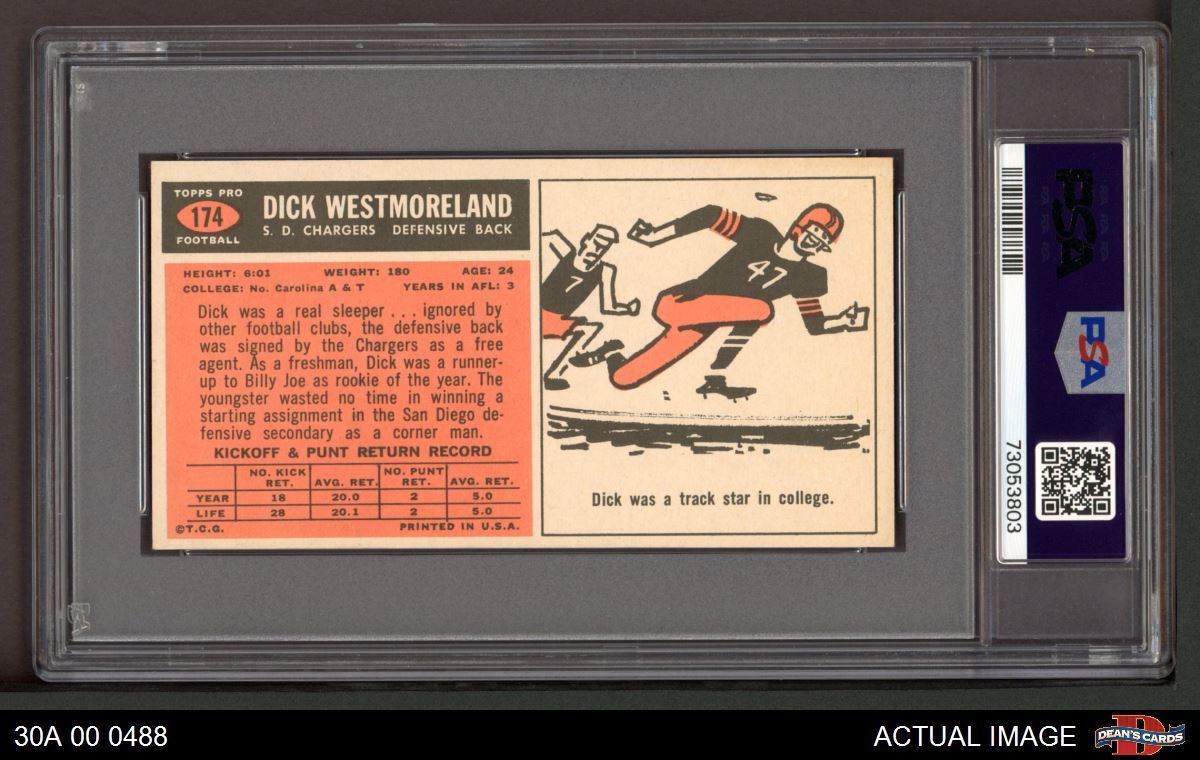 TOPPS PRO
174
FOOTBALL
DICK WESTMORELAND
S. D. CHARGERS DEFENSIVE BACK
HEIGHT: 6:01 WEIGHT: 180 AGE: 24
COLLEGE: No. Carolina A & T YEARS IN AFL: 3
Dick was a real sleeper . . . ignored by
other football clubs, the defensive back
was signed by the Chargers as a free
agent. As a freshman, Dick was a runner-
up to Billy Joe as rookie of the year. The
youngster wasted no time in winning a
starting assignment in the San Diego de-
fensive secondary as a corner man.
KICKOFF & PUNT RETURN RECORD
NO. KICK RET. AVG. RET. NO. PUNT RET. AVG. RET.
YEAR 18 20.0 2 5.0
LIFE 28 20.1 2 5.0
©T.C.G. PRINTED IN U.S.A.
47
7
Dick was a track star in college.
PSA
PSA
73053803
30A 00 0488
ACTUAL IMAGE
D
DEAN'S CARDS